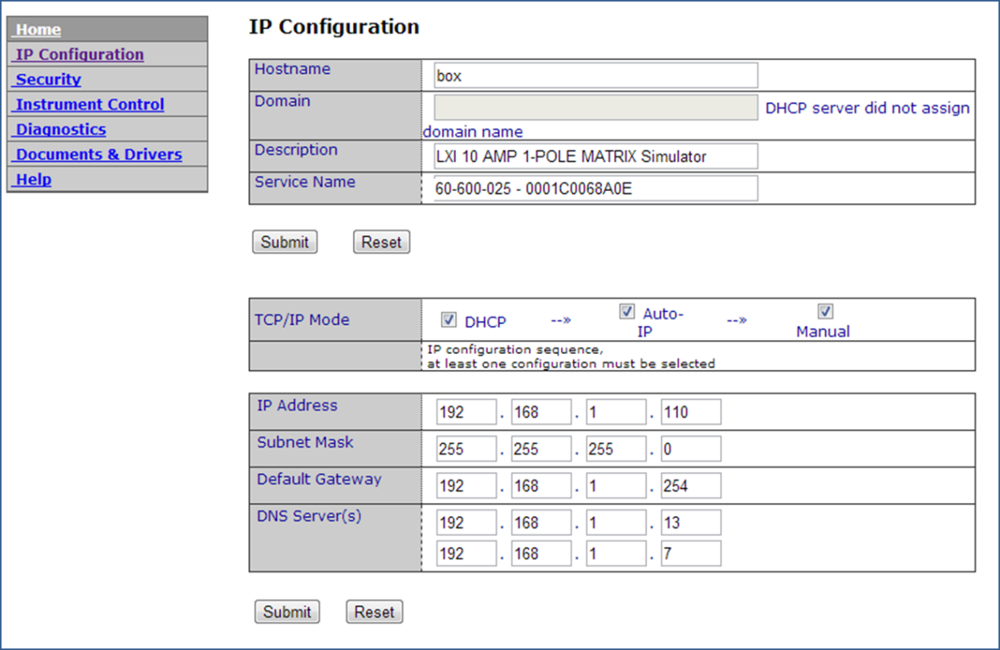 Home
IP Configuration
Security
Instrument Control
Diagnostics
Documents & Drivers
Help
IP Configuration
Hostname box
Domain DHCP server did not assign
domain name
Description LXI 10 AMP 1-POLE MATRIX Simulator
Service Name 60-600-025 - 0001C0068A0E
Submit Reset
TCP/IP Mode DHCP --» Auto-IP --» Manual
IP configuration sequence,
at least one configuration must be selected
IP Address 192 . 168 . 1 . 110
Subnet Mask 255 . 255 . 255 . 0
Default Gateway 192 . 168 . 1 . 254
DNS Server(s) 192 . 168 . 1 . 13
192 . 168 . 1 . 7
Submit Reset